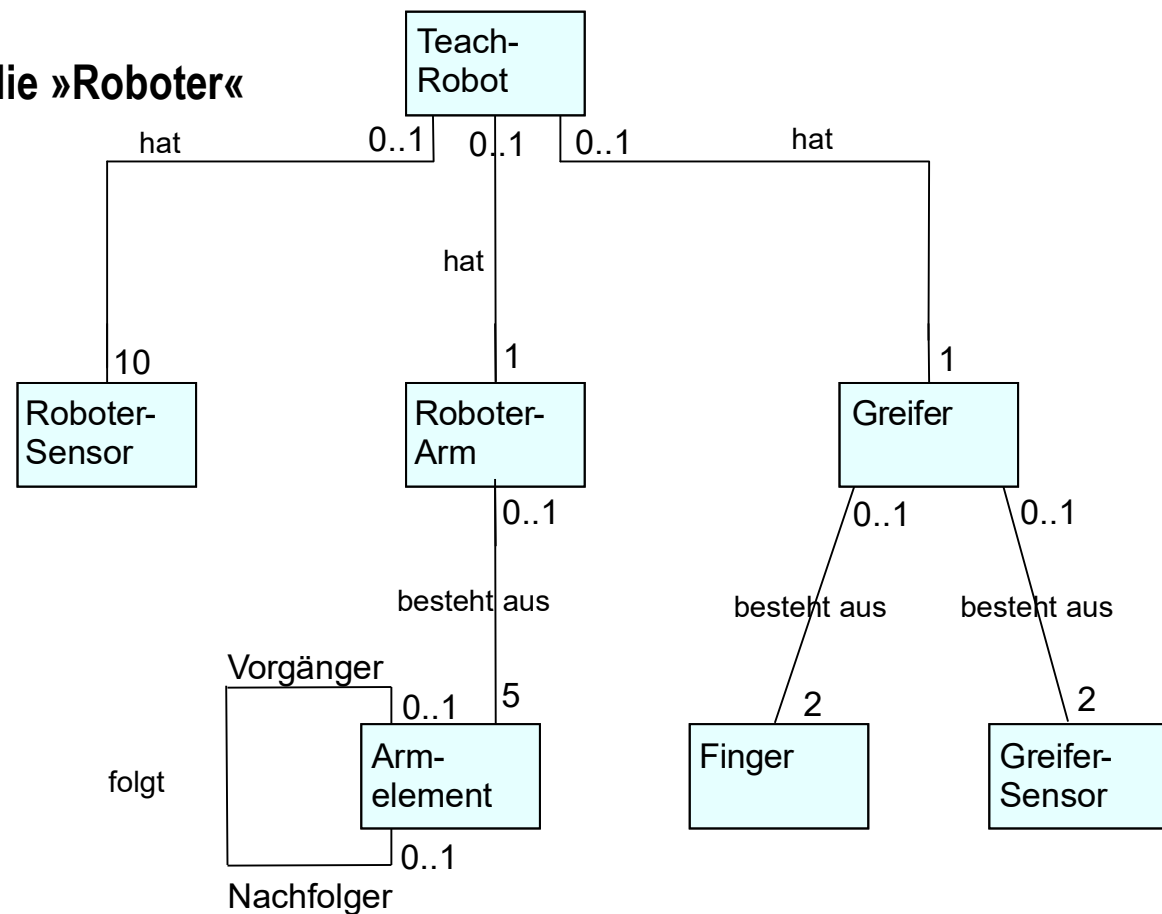 Teach-
Robot
die »Roboter«
hat
0..1
0..1
0..1
hat
hat
10
1
1
Roboter-
Sensor
Roboter-
Arm
Greifer
0..1
0..1
0..1
besteht aus
besteht aus
besteht aus
Vorgänger
0..1
5
2
2
Arm-
element
Finger
Greifer-
Sensor
folgt
0..1
Nachfolger